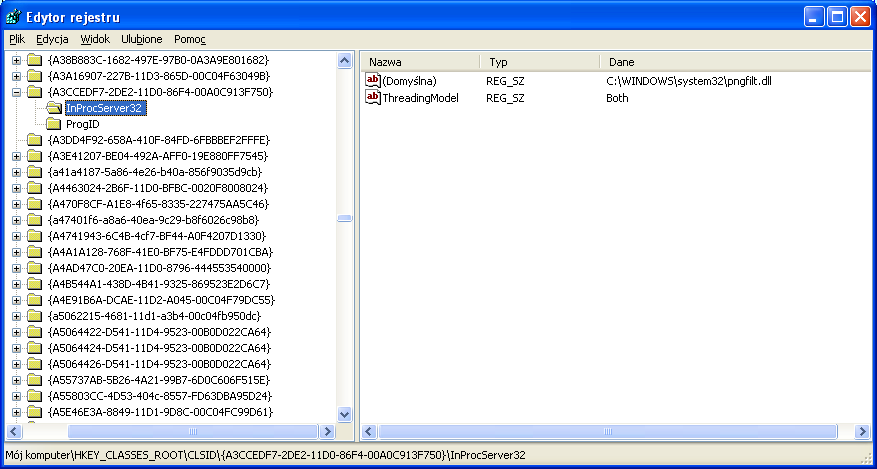 Edytor rejestru
Plik Edycja Widok Ulubione Pomoc
{A38B883C-1682-497E-97B0-0A3A9E801682}
{A3A16907-227B-11D3-865D-00C04F63049B}
{A3CCEDF7-2DE2-11D0-86F4-00A0C913F750}
InProcServer32
ProgID
{A3DD4F92-658A-410F-84FD-6FBBBEF2FFFE}
{A3E41207-BE04-492A-AFF0-19E880FF7545}
{a41a4187-5a86-4e26-b40a-856f9035d9cb}
{A4463024-2B6F-11D0-BFBC-0020F8008024}
{A470F8CF-A1E8-4f65-8335-227475AA5C46}
{a47401f6-a8a6-40ea-9c29-b8f6026c98b8}
{A4741943-6C4B-4cf7-BF44-A0F4207D1330}
{A4A1A128-768F-41E0-BF75-E4FDDD701CBA}
{A4AD47C0-20EA-11D0-8796-444553540000}
{A4B544A1-438D-4B41-9325-869523E2D6C7}
{A4E91B6A-DCAE-11D2-A045-00C04F79DC55}
{a5062215-4681-11d1-a3b4-00c04fb950dc}
{A5064422-D541-11D4-9523-00B0D022CA64}
{A5064424-D541-11D4-9523-00B0D022CA64}
{A5064426-D541-11D4-9523-00B0D022CA64}
{A55737AB-5B26-4A21-99B7-6D0C606F515E}
{A55803CC-4D53-404c-8557-FD63DBA95D24}
{A5E46E3A-8849-11D1-9D8C-00C04FC99D61}
Nazwa Typ Dane
(Domyślna) REG_SZ C:\WINDOWS\system32\pngfilt.dll
ThreadingModel REG_SZ Both
Mój komputer\HKEY_CLASSES_ROOT\CLSID\{A3CCEDF7-2DE2-11D0-86F4-00A0C913F750}\InProcServer32